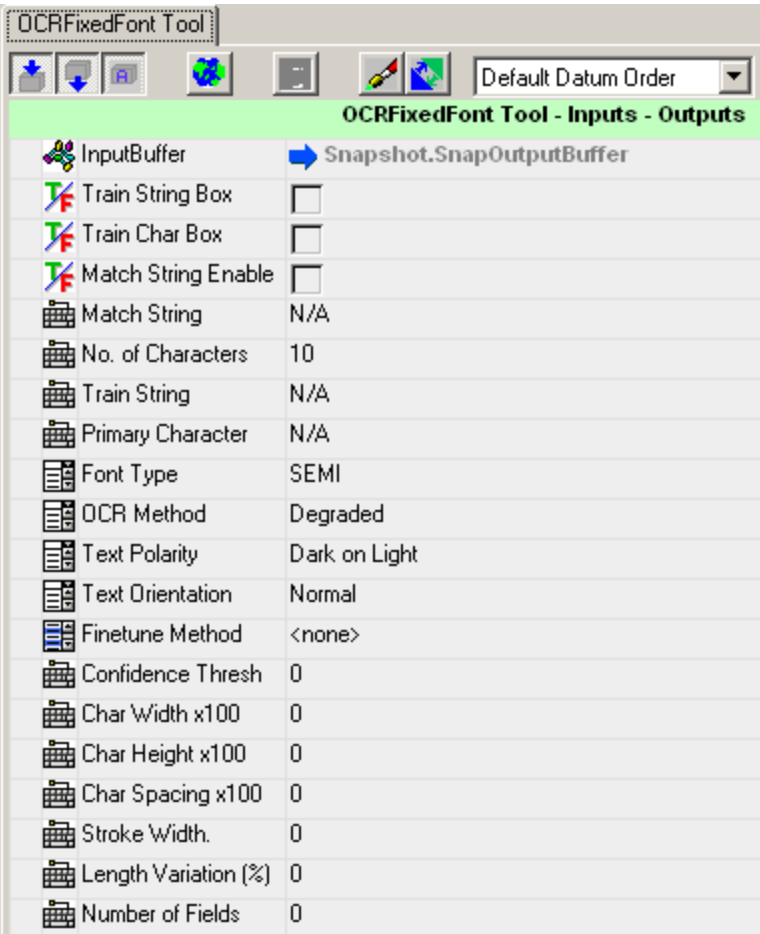 OCRFixedFont Tool
Default Datum Order
OCRFixedFont Tool - Inputs - Outputs
InputBuffer Snapshot.SnapOutputBuffer
Train String Box
Train Char Box
Match String Enable
Match String N/A
No. of Characters 10
Train String N/A
Primary Character N/A
Font Type SEMI
OCR Method Degraded
Text Polarity Dark on Light
Text Orientation Normal
Finetune Method <none>
Confidence Thresh 0
Char Width x100 0
Char Height x100 0
Char Spacing x100 0
Stroke Width. 0
Length Variation (%) 0
Number of Fields 0